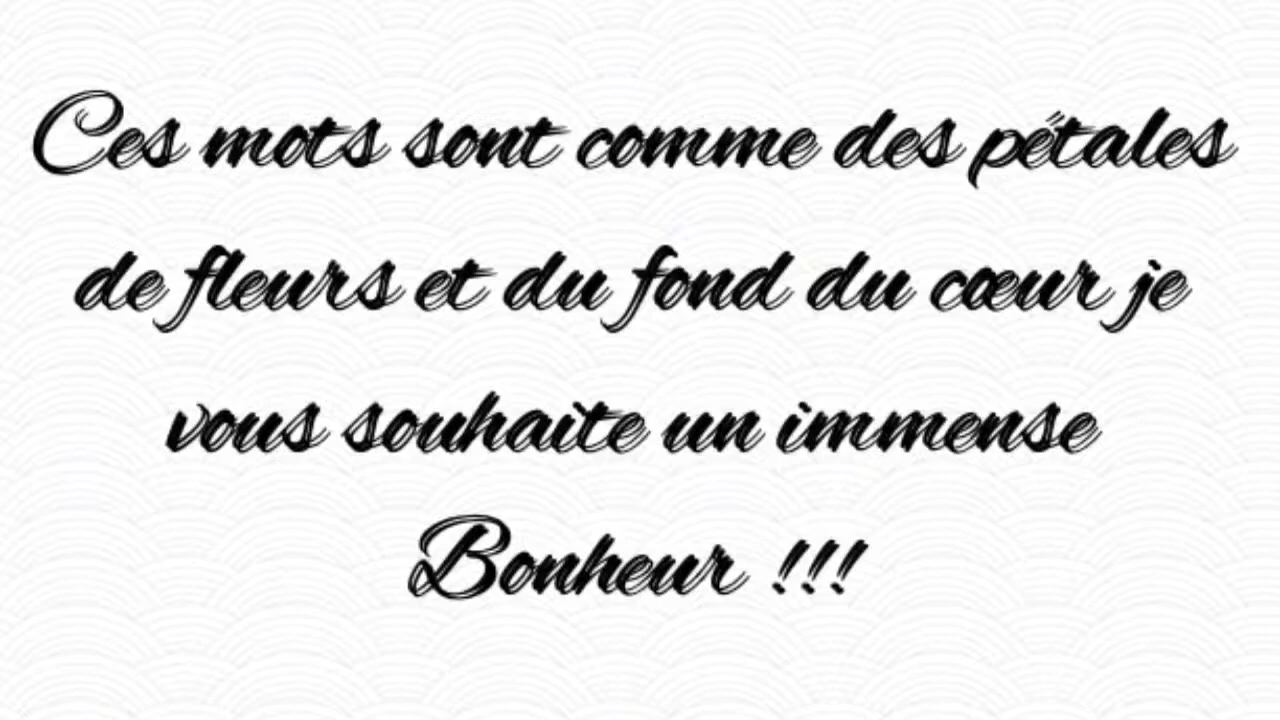 Ces mots sont comme des pétales
de fleurs et du fond du cœur je
vous souhaite un immense
Bonheur !!!